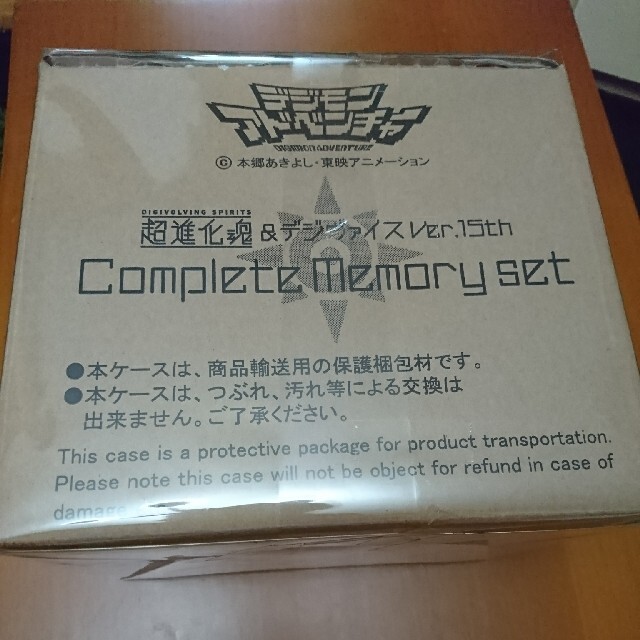 デジモン
アドベンチャー
DIGIMON ADVENTURE
© 本郷あきよし・東映アニメーション
DIGIVOLVING SPIRITS
超進化魂 & デジヴァイスVer.15th
Complete Memory set
●本ケースは、商品輸送用の保護梱包材です。
●本ケースは、つぶれ、汚れ等による交換は
出来ません。ご了承ください。
This case is a protective package for product transportation.
Please note this case will not be object for refund in case of
damage